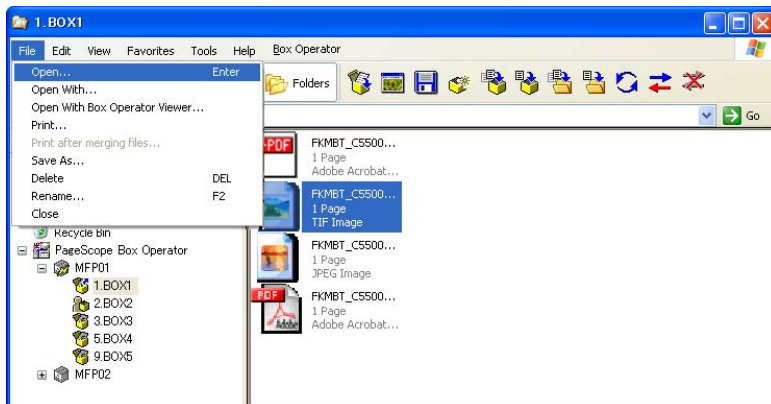 1.BOX1
File Edit View Favorites Tools Help Box Operator
Open... Enter
Open With...
Open With Box Operator Viewer...
Print...
Print after merging files...
Save As...
Delete DEL
Rename... F2
Close
Folders
Go
Recycle Bin
PageScope Box Operator
MFP01
1.BOX1
2.BOX2
3.BOX3
5.BOX4
9.BOX5
MFP02
PDF
FKMBT_C5500...
1 Page
Adobe Acrobat...
FKMBT_C5500...
1 Page
TIF Image
FKMBT_C5500...
1 Page
JPEG Image
PDF
Adobe
FKMBT_C5500...
1 Page
Adobe Acrobat...